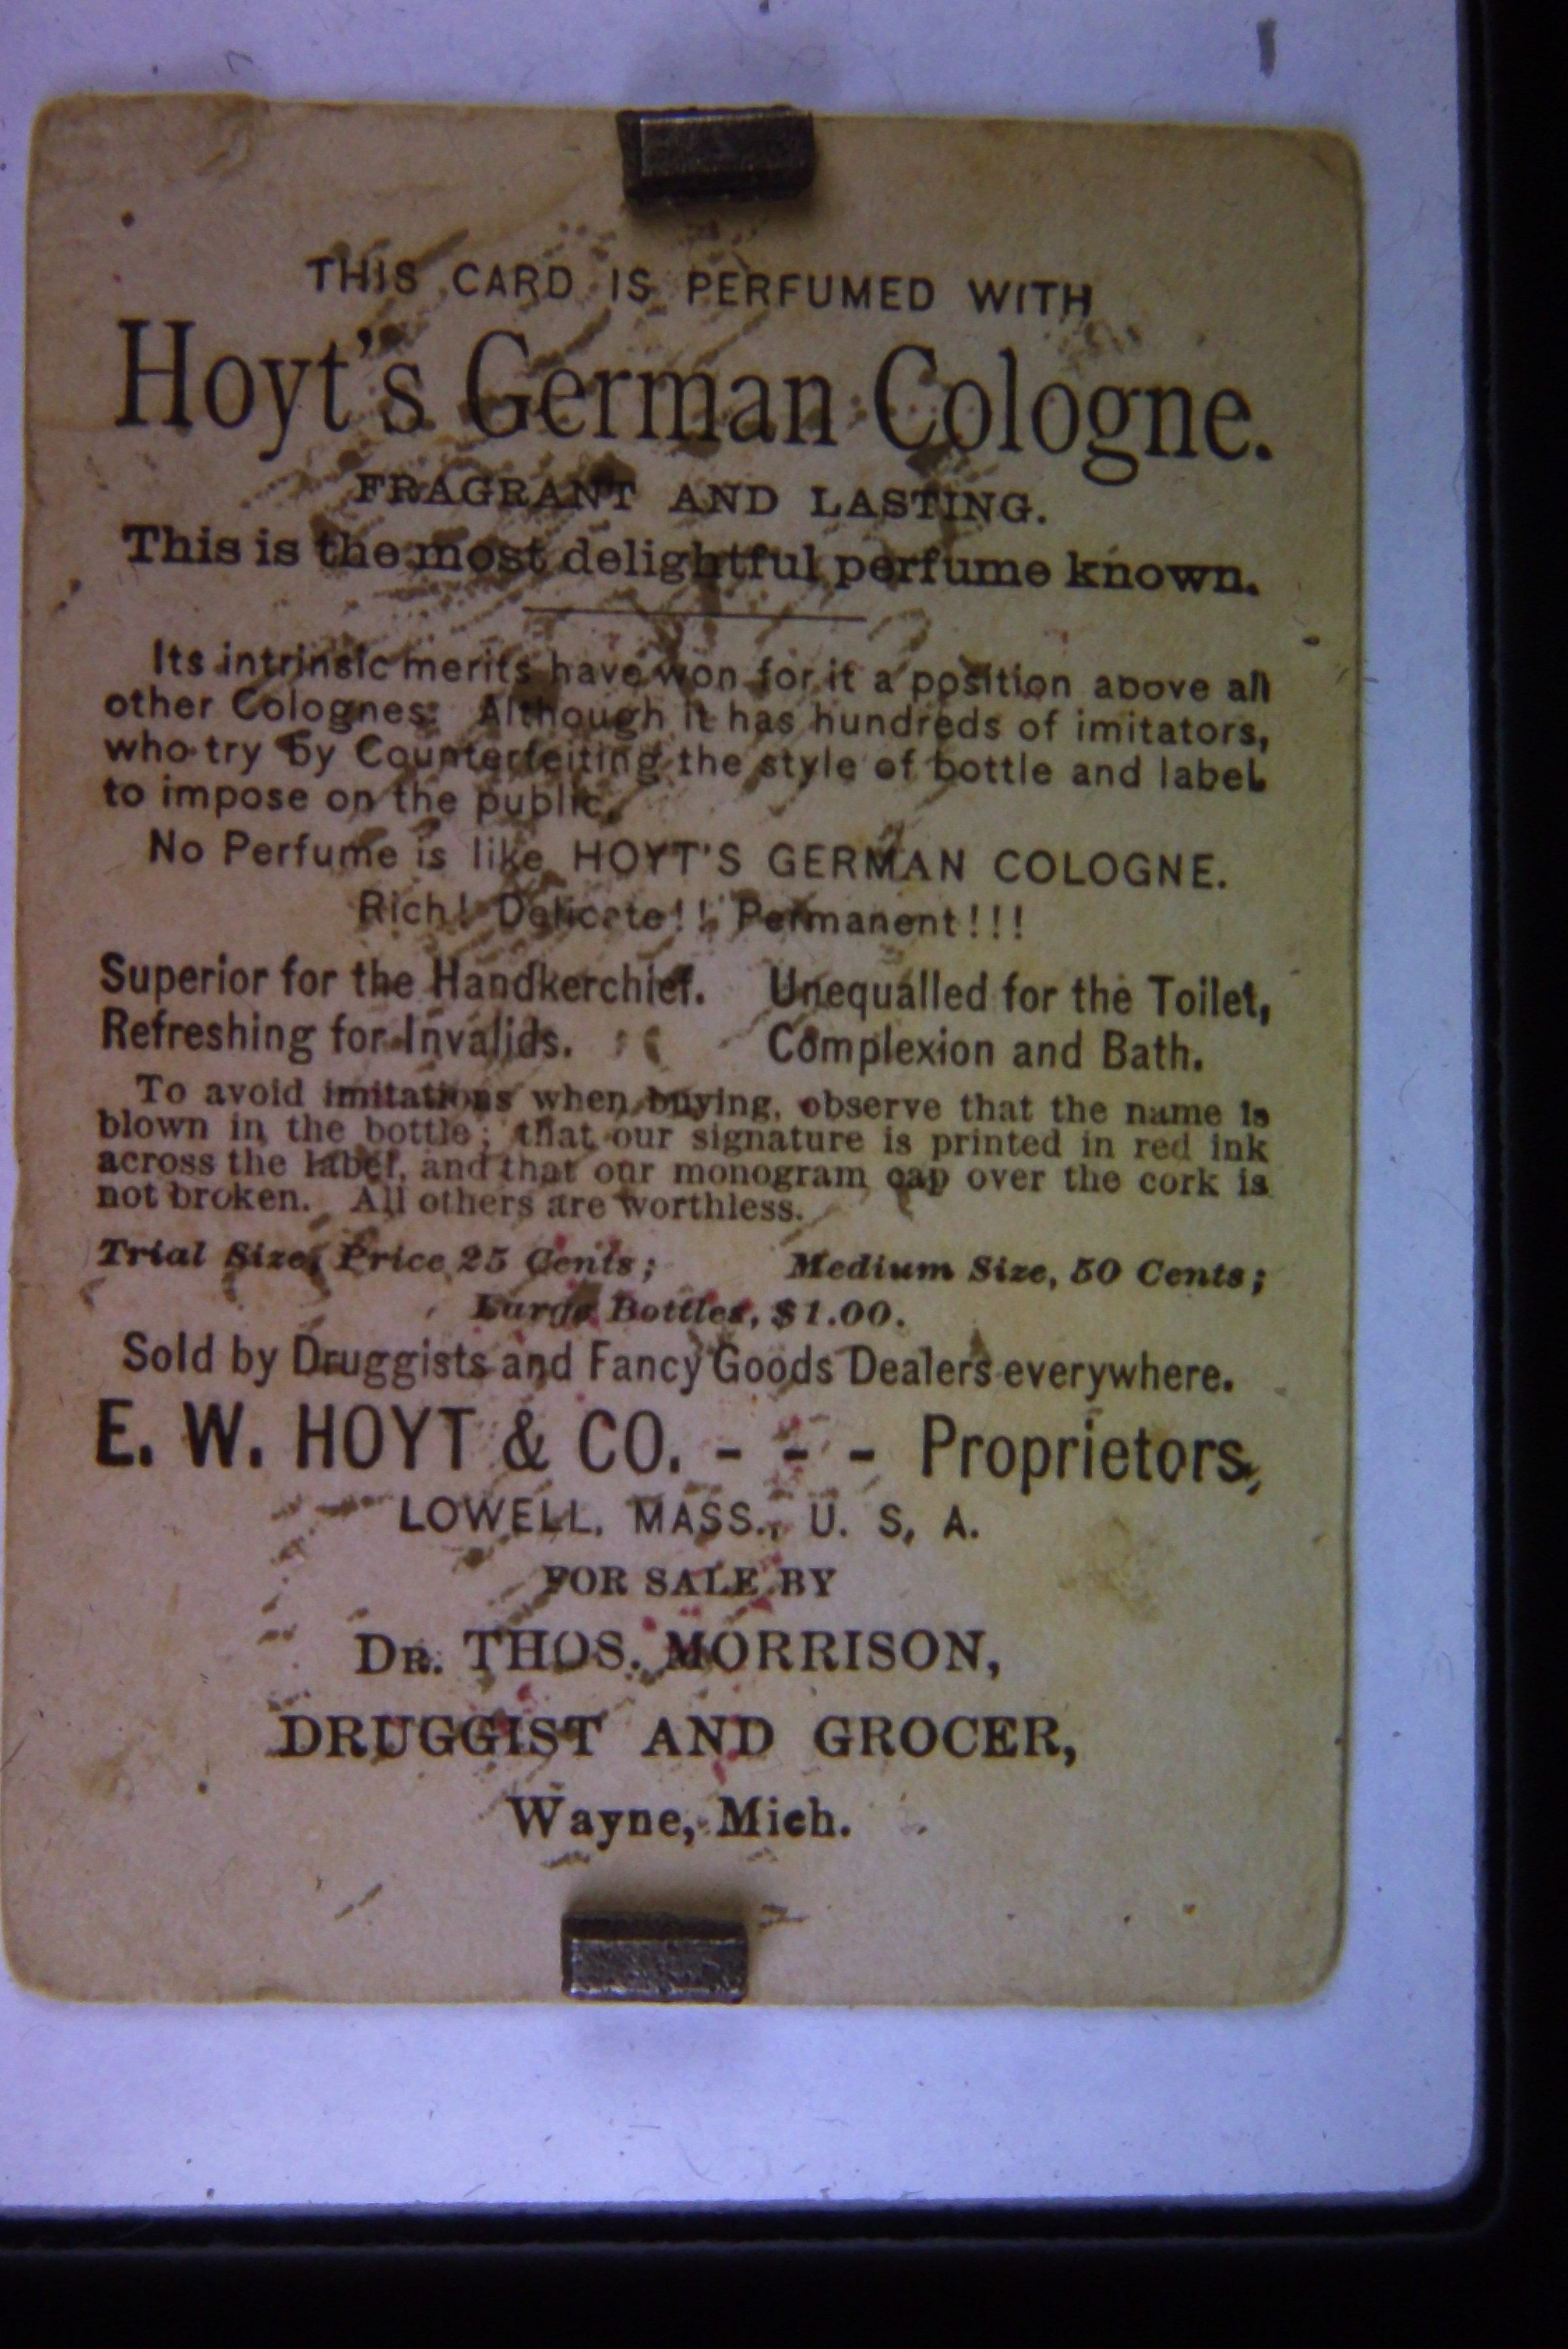 THIS CARD IS PERFUMED WITH
Hoyt's German Cologne.
FRAGRANT AND LASTING.
This is the most delightful perfume known.
Its intrinsic merits have won for it a position above all
other Colognes. Although it has hundreds of imitators,
who try by Counterfeiting the style of bottle and label
to impose on the public.
No Perfume is like HOYT'S GERMAN COLOGNE.
Rich! Delicate!! Permanent!!!
Superior for the Handkerchief. Unequalled for the Toilet,
Refreshing for Invalids. Complexion and Bath.
To avoid imitations when buying, observe that the name is
blown in the bottle; that our signature is printed in red ink
across the label, and that our monogram cap over the cork is
not broken. All others are worthless.
Trial Size, Price 25 Cents; Medium Size, 50 Cents;
Large Bottles, $1.00.
Sold by Druggists and Fancy Goods Dealers everywhere.
E. W. HOYT & CO. - - - Proprietors,
LOWELL, MASS., U. S. A.
FOR SALE BY
DR. THOS. MORRISON,
DRUGGIST AND GROCER,
Wayne, Mich.